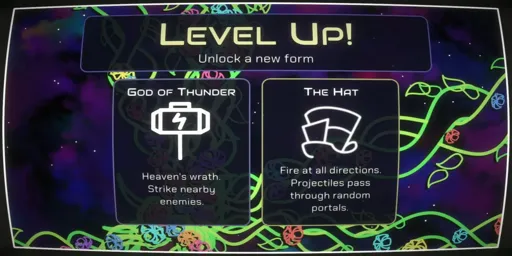 LEVEL UP!
Unlock a new form
GOD OF THUNDER
Heaven's wrath.
Strike nearby
enemies.
THE HAT
Fire at all directions.
Projectiles pass
through random
portals.